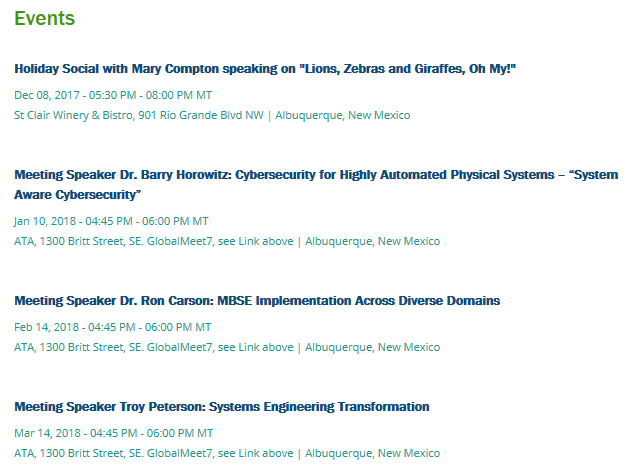 Events
Holiday Social with Mary Compton speaking on "Lions, Zebras and Giraffes, Oh My!"
Dec 08, 2017 - 05:30 PM - 08:00 PM MT
St Clair Winery & Bistro, 901 Rio Grande Blvd NW | Albuquerque, New Mexico
Meeting Speaker Dr. Barry Horowitz: Cybersecurity for Highly Automated Physical Systems – “System
Aware Cybersecurity”
Jan 10, 2018 - 04:45 PM - 06:00 PM MT
ATA, 1300 Britt Street, SE. GlobalMeet7, see Link above | Albuquerque, New Mexico
Meeting Speaker Dr. Ron Carson: MBSE Implementation Across Diverse Domains
Feb 14, 2018 - 04:45 PM - 06:00 PM MT
ATA, 1300 Britt Street, SE. GlobalMeet7, see Link above | Albuquerque, New Mexico
Meeting Speaker Troy Peterson: Systems Engineering Transformation
Mar 14, 2018 - 04:45 PM - 06:00 PM MT
ATA, 1300 Britt Street, SE. GlobalMeet7, see Link above | Albuquerque, New Mexico